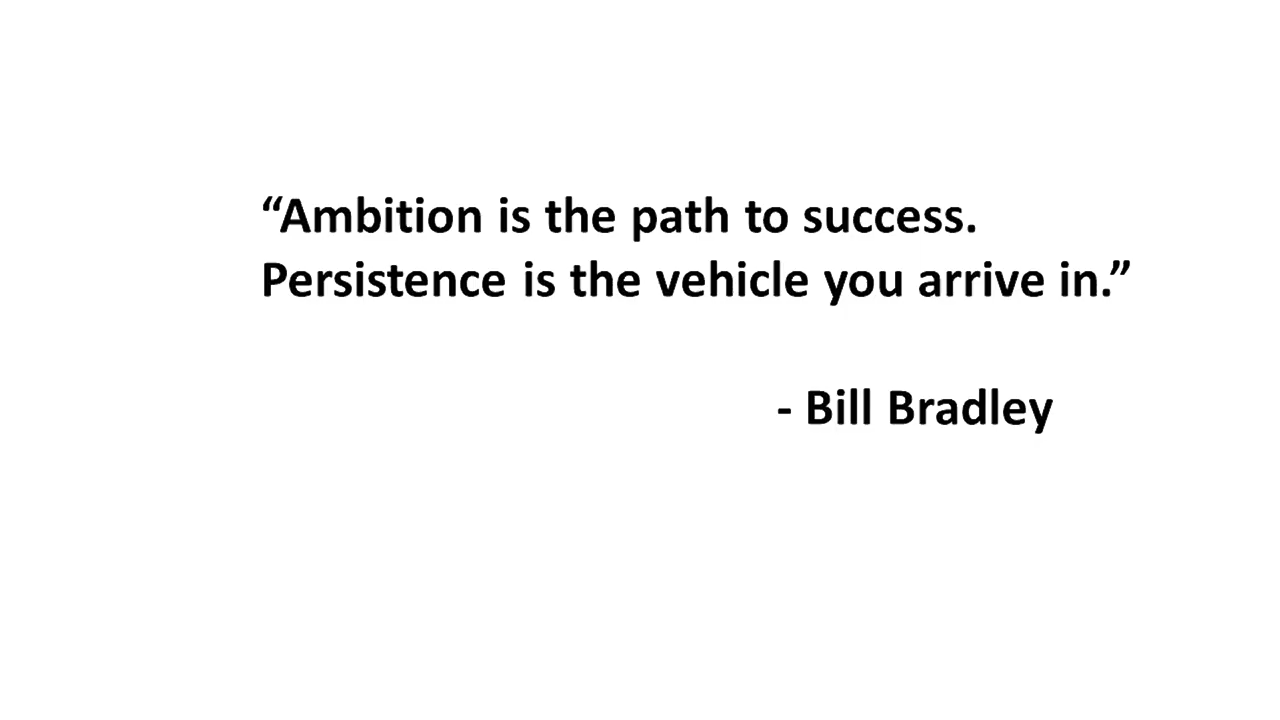 “Ambition is the path to success.
Persistence is the vehicle you arrive in.”
- Bill Bradley